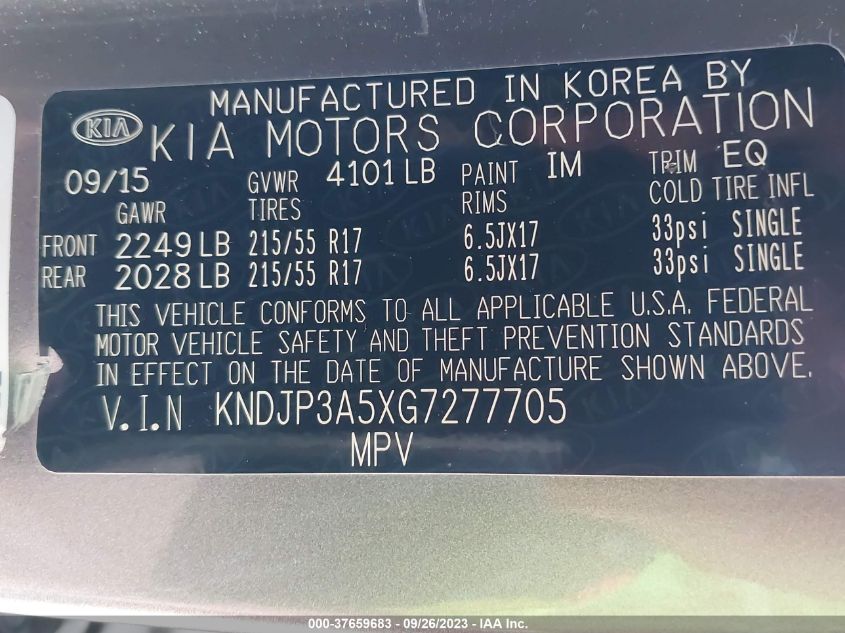 MANUFACTURED IN KOREA BY
KIA KIA MOTORS CORPORATION
09/15 GVWR 4101 LB PAINT IM TRIM EQ
GAWR TIRES RIMS COLD TIRE INFL
FRONT 2249 LB 215/55 R17 6.5JX17 33psi SINGLE
REAR 2028 LB 215/55 R17 6.5JX17 33psi SINGLE
THIS VEHICLE CONFORMS TO ALL APPLICABLE U.S.A. FEDERAL
MOTOR VEHICLE SAFETY AND THEFT PREVENTION STANDARDS
IN EFFECT ON THE DATE OF MANUFACTURE SHOWN ABOVE.
V.I.N KNDJP3A5XG7277705
MPV
000-37659683 - 09/26/2023 - IAA Inc.